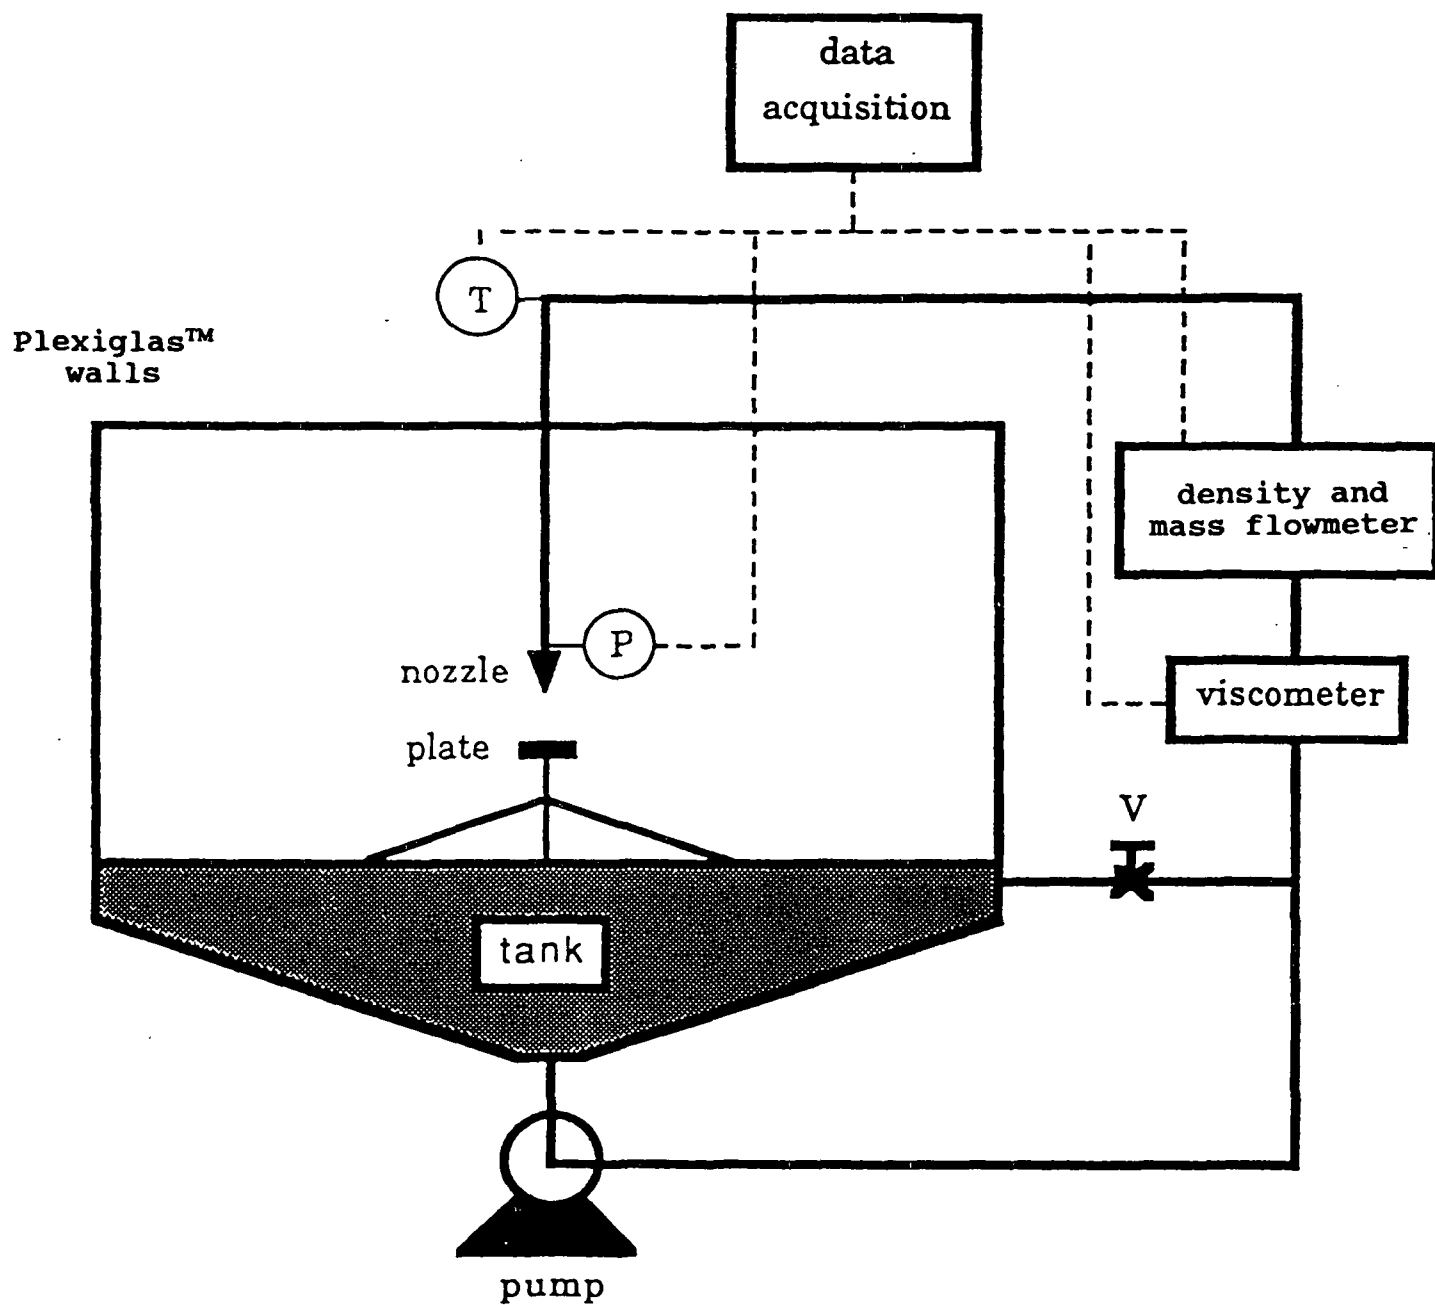 data
acquisition
T
Plexiglas™
walls
density and
mass flowmeter
P
nozzle
viscometer
plate
V
tank
pump